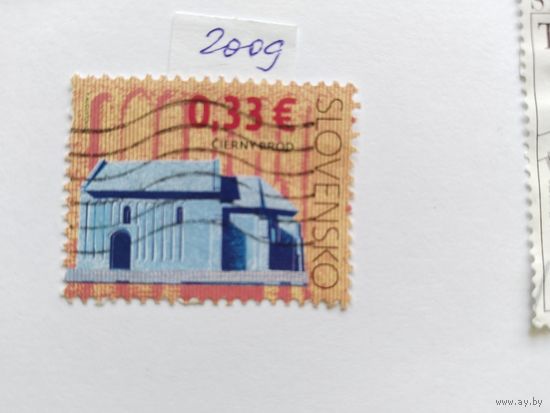 2009
0,33 €
ČIERNY BROD
SLOVENSKO
S
T
© www.ay.by